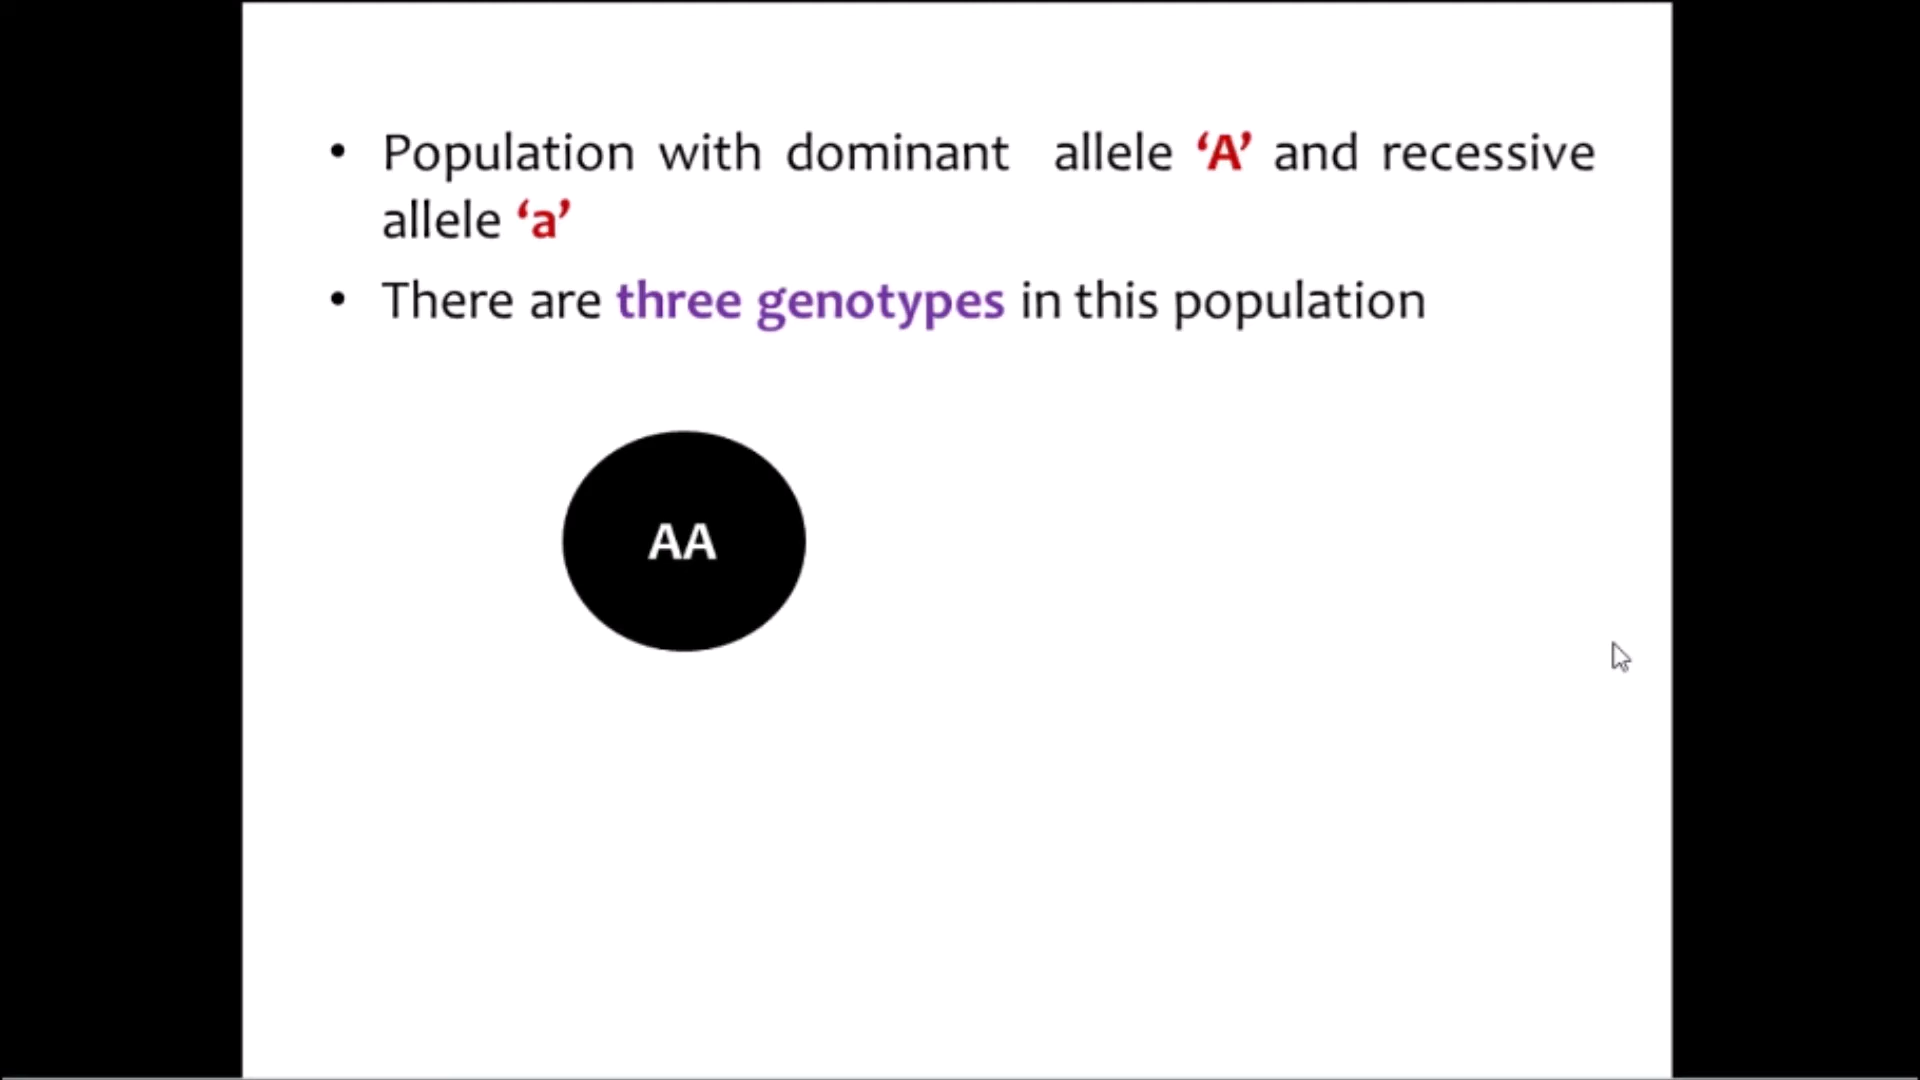 • Population with dominant allele ‘A’ and recessive
allele ‘a’
• There are three genotypes in this population
AA